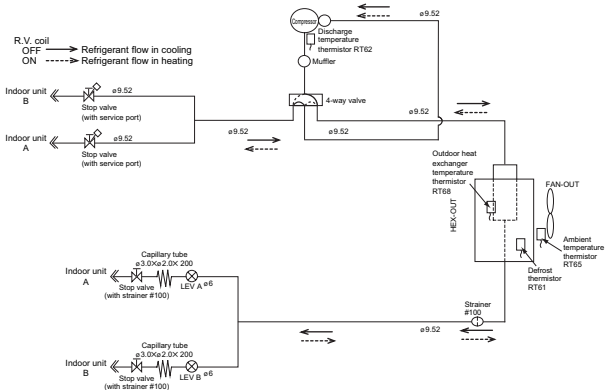 ø9.52
Compressor
Discharge
temperature
thermistor RT62
R.V. coil
OFF Refrigerant flow in cooling
ON Refrigerant flow in heating
Muffler
Indoor unit
B
ø9.52
Stop valve
(with service port)
4-way valve
ø9.52
Indoor unit
A
ø9.52
Stop valve
(with service port)
ø9.52
ø9.52
Outdoor heat
exchanger
temperature
thermistor
RT68
FAN-OUT
HEX-OUT
Ambient
temperature
thermistor
RT65
Defrost
thermistor
RT61
Capillary tube
ø3.0×ø2.0× 200
Indoor unit
A
LEV A ø6
Stop valve
(with strainer #100)
Strainer
#100
ø9.52
Capillary tube
ø3.0×ø2.0× 200
Indoor unit
B
LEV B ø6
Stop valve
(with strainer #100)